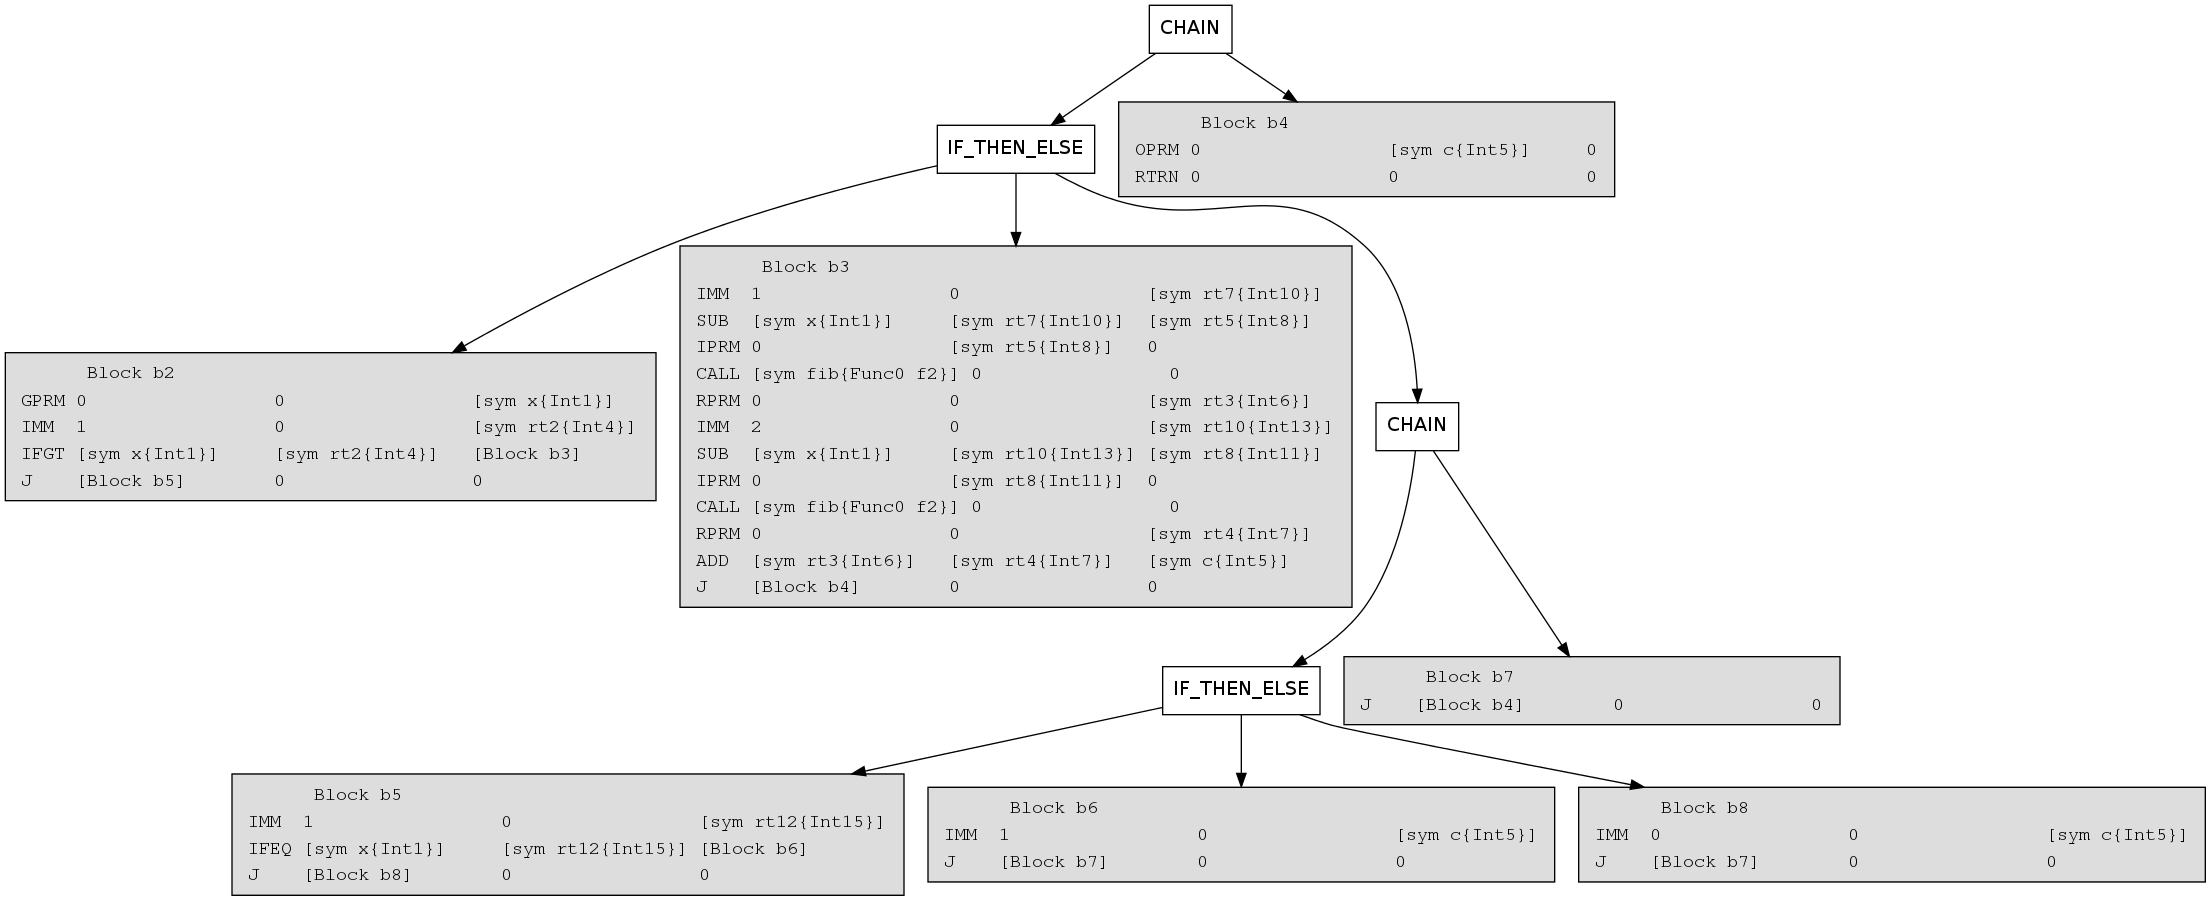 CHAIN
IF_THEN_ELSE
Block b4
OPRM 0 [sym c{Int5}] 0
RTRN 0 0 0
Block b3
IMM 1 0 [sym rt7{Int10}]
SUB [sym x{Int1}] [sym rt7{Int10}] [sym rt5{Int8}]
IPRM 0 [sym rt5{Int8}] 0
CALL [sym fib{Func0 f2}] 0 0
RPRM 0 0 [sym rt3{Int6}]
IMM 2 0 [sym rt10{Int13}]
SUB [sym x{Int1}] [sym rt10{Int13}] [sym rt8{Int11}]
IPRM 0 [sym rt8{Int11}] 0
CALL [sym fib{Func0 f2}] 0 0
RPRM 0 0 [sym rt4{Int7}]
ADD [sym rt3{Int6}] [sym rt4{Int7}] [sym c{Int5}]
J [Block b4] 0 0
Block b2
GPRM 0 0 [sym x{Int1}]
IMM 1 0 [sym rt2{Int4}]
IFGT [sym x{Int1}] [sym rt2{Int4}] [Block b3]
J [Block b5] 0 0
CHAIN
IF_THEN_ELSE
Block b7
J [Block b4] 0 0
Block b5
IMM 1 0 [sym rt12{Int15}]
IFEQ [sym x{Int1}] [sym rt12{Int15}] [Block b6]
J [Block b8] 0 0
Block b6
IMM 1 0 [sym c{Int5}]
J [Block b7] 0 0
Block b8
IMM 0 0 [sym c{Int5}]
J [Block b7] 0 0